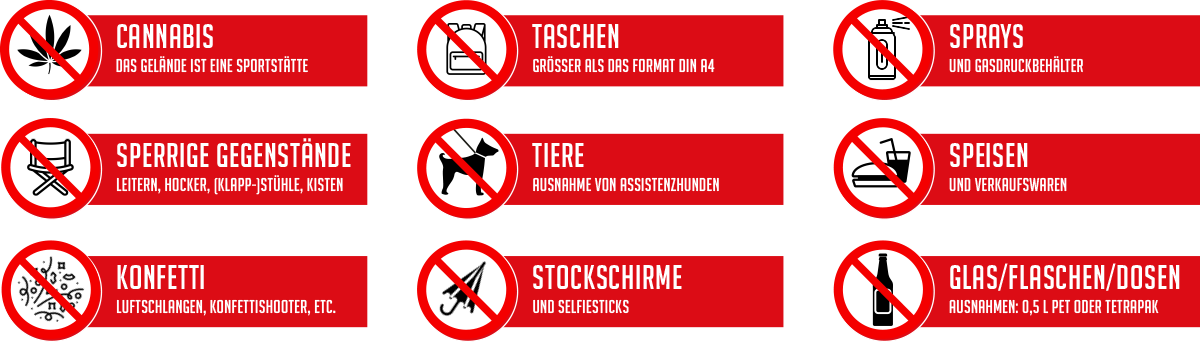 CANNABIS
DAS GELÄNDE IST EINE SPORTSTÄTTE
TASCHEN
GRÖSSER ALS DAS FORMAT DIN A4
SPRAYS
UND GASDRUCKBEHÄLTER
SPERRIGE GEGENSTÄNDE
LEITERN, HOCKER, (KLAPP-)STÜHLE, KISTEN
TIERE
AUSNAHME VON ASSISTENZHUNDEN
SPEISEN
UND VERKAUFSWAREN
KONFETTI
LUFTSCHLANGEN, KONFETTISHOOTER, ETC.
STOCKSCHIRME
UND SELFIESTICKS
GLAS/FLASCHEN/DOSEN
AUSNAHMEN: 0,5 L PET ODER TETRAPAK